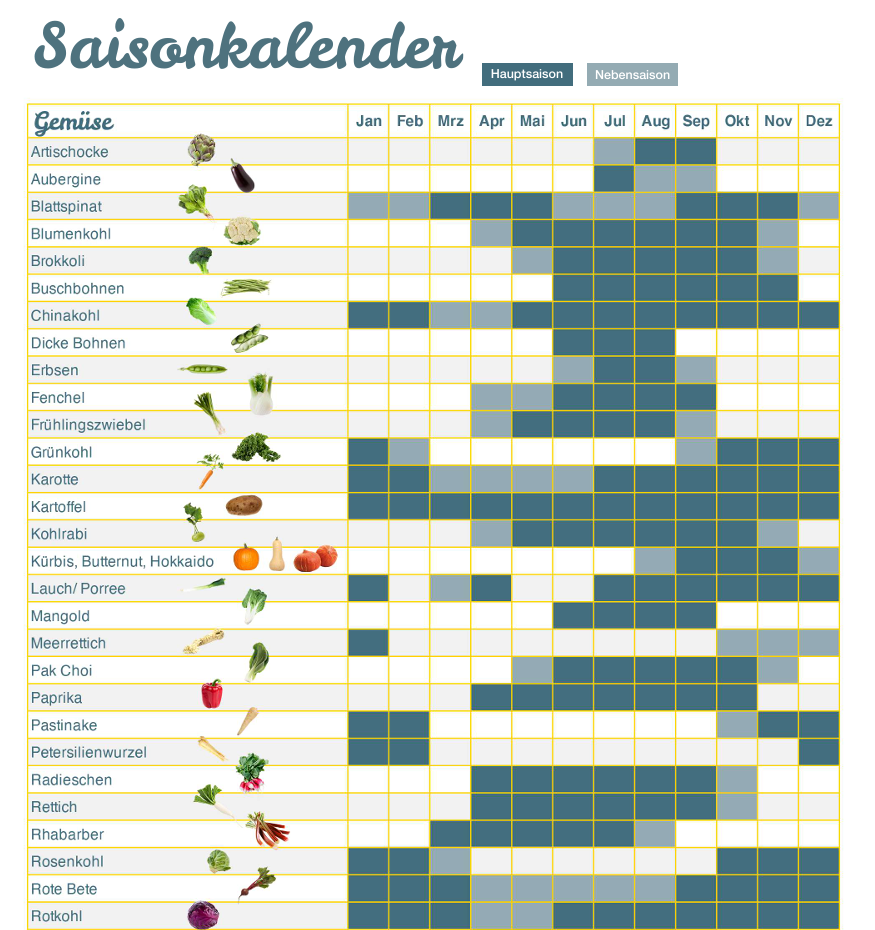 Saisonkalender
Hauptsaison Nebensaison
Gemüse Jan Feb Mrz Apr Mai Jun Jul Aug Sep Okt Nov Dez
Artischocke
Aubergine
Blattspinat
Blumenkohl
Brokkoli
Buschbohnen
Chinakohl
Dicke Bohnen
Erbsen
Fenchel
Frühlingszwiebel
Grünkohl
Karotte
Kartoffel
Kohlrabi
Kürbis, Butternut, Hokkaido
Lauch/ Porree
Mangold
Meerrettich
Pak Choi
Paprika
Pastinake
Petersilienwurzel
Radieschen
Rettich
Rhabarber
Rosenkohl
Rote Bete
Rotkohl